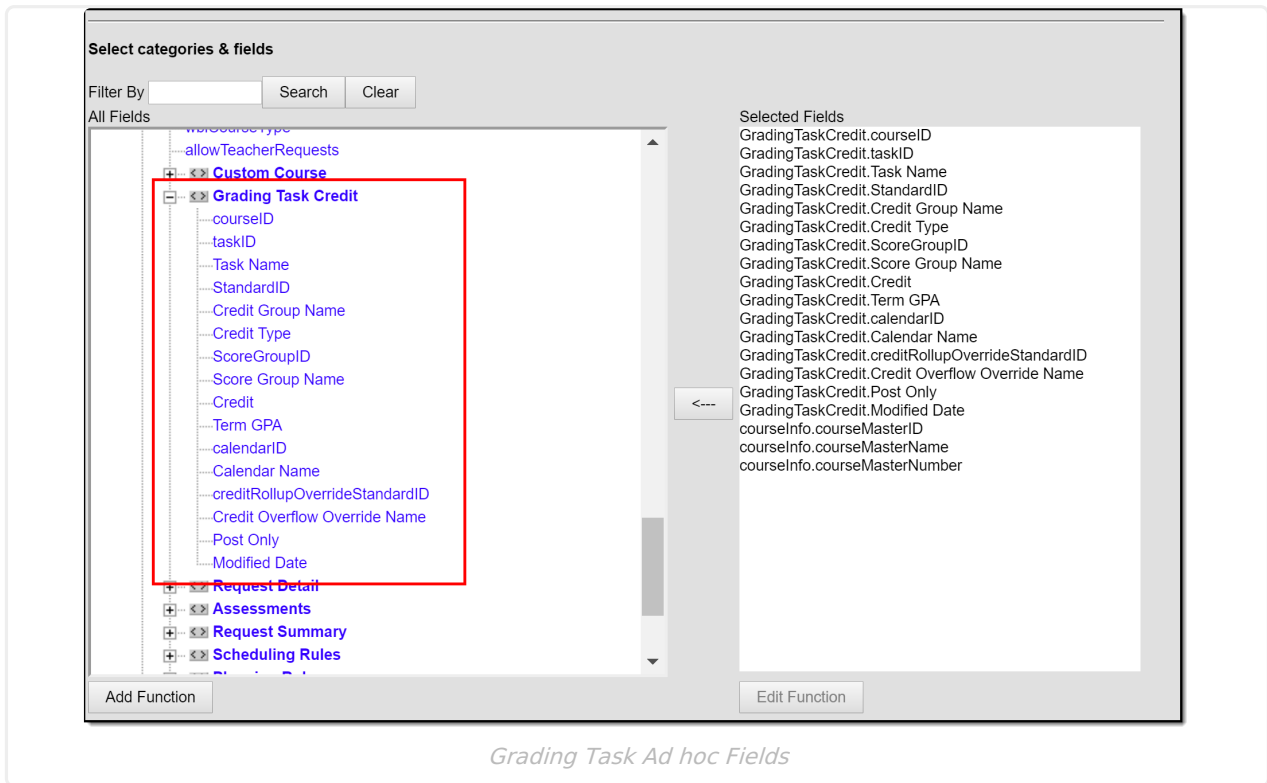 Select categories & fields
Filter By
Search
Clear
All Fields
allowTeacherRequests
Custom Course
Grading Task Credit
courseID
taskID
Task Name
StandardID
Credit Group Name
Credit Type
ScoreGroupID
Score Group Name
Credit
Term GPA
calendarID
Calendar Name
creditRollupOverrideStandardID
Credit Overflow Override Name
Post Only
Modified Date
Request Detail
Assessments
Request Summary
Scheduling Rules
Add Function
<---
Selected Fields
GradingTaskCredit.courseID
GradingTaskCredit.taskID
GradingTaskCredit.Task Name
GradingTaskCredit.StandardID
GradingTaskCredit.Credit Group Name
GradingTaskCredit.Credit Type
GradingTaskCredit.ScoreGroupID
GradingTaskCredit.Score Group Name
GradingTaskCredit.Credit
GradingTaskCredit.Term GPA
GradingTaskCredit.calendarID
GradingTaskCredit.Calendar Name
GradingTaskCredit.creditRollupOverrideStandardID
GradingTaskCredit.Credit Overflow Override Name
GradingTaskCredit.Post Only
GradingTaskCredit.Modified Date
courseInfo.courseMasterID
courseInfo.courseMasterName
courseInfo.courseMasterNumber
Edit Function
Grading Task Ad hoc Fields